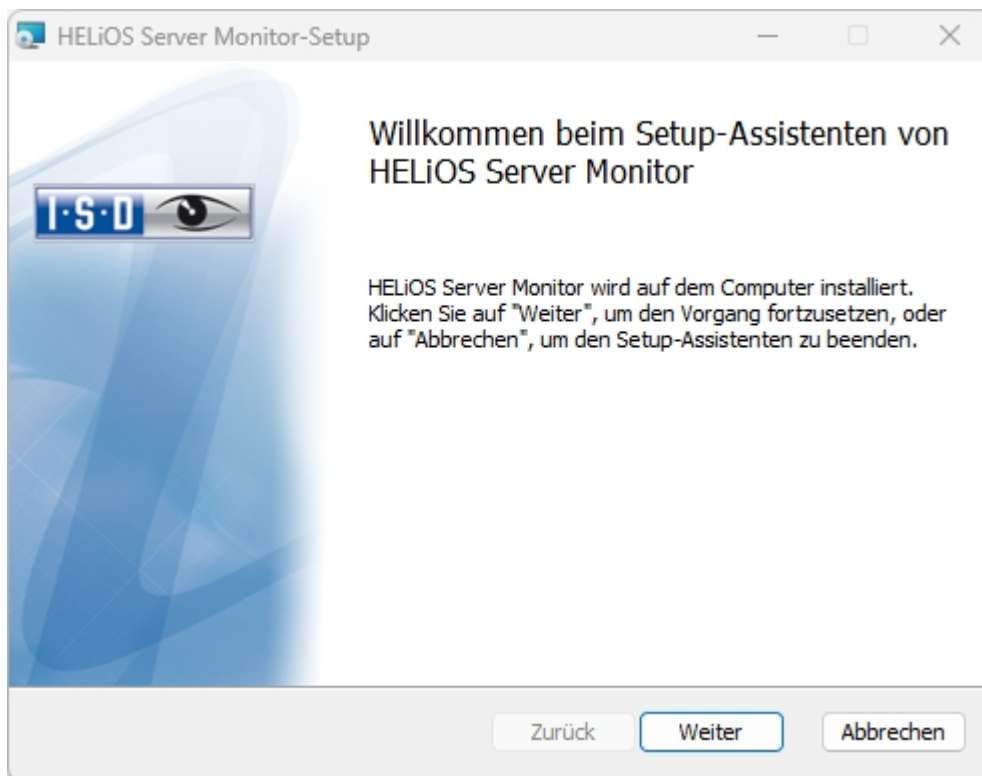 HELiOS Server Monitor-Setup
Willkommen beim Setup-Assistenten von
HELiOS Server Monitor
I·S·D
HELiOS Server Monitor wird auf dem Computer installiert.
Klicken Sie auf "Weiter", um den Vorgang fortzusetzen, oder
auf "Abbrechen", um den Setup-Assistenten zu beenden.
Zurück Weiter Abbrechen